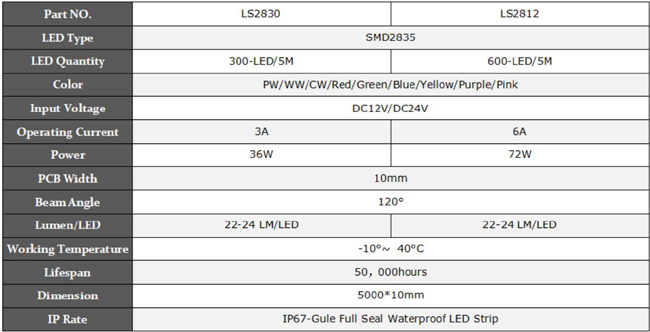 Part NO. LS2830 LS2812
LED Type SMD2835
LED Quantity 300-LED/5M 600-LED/5M
Color PW/WW/CW/Red/Green/Blue/Yellow/Purple/Pink
Input Voltage DC12V/DC24V
Operating Current 3A 6A
Power 36W 72W
PCB Width 10mm
Beam Angle 120°
Lumen/LED 22-24 LM/LED 22-24 LM/LED
Working Temperature -10°~ 40°C
Lifespan 50，000hours
Dimension 5000*10mm
IP Rate IP67-Gule Full Seal Waterproof LED Strip